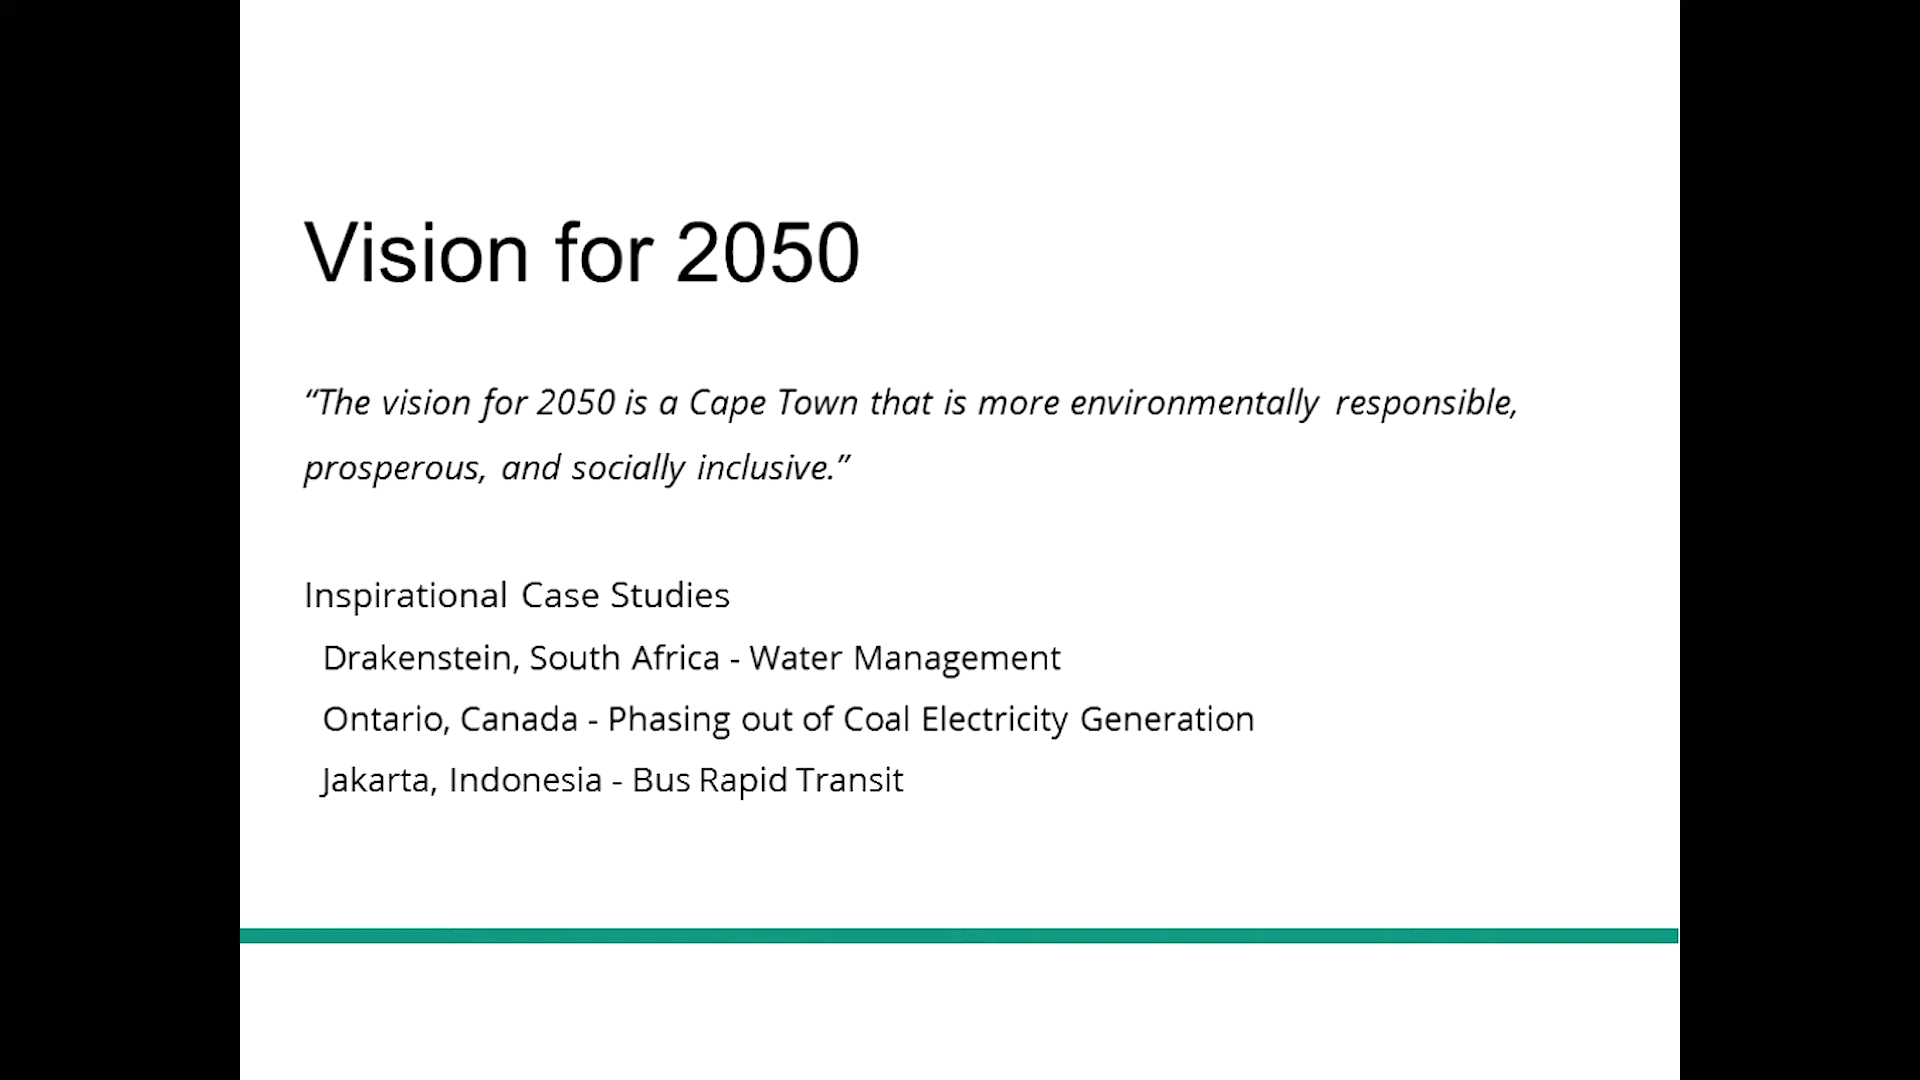 Vision for 2050
“The vision for 2050 is a Cape Town that is more environmentally responsible,
prosperous, and socially inclusive.”
Inspirational Case Studies
Drakenstein, South Africa - Water Management
Ontario, Canada - Phasing out of Coal Electricity Generation
Jakarta, Indonesia - Bus Rapid Transit